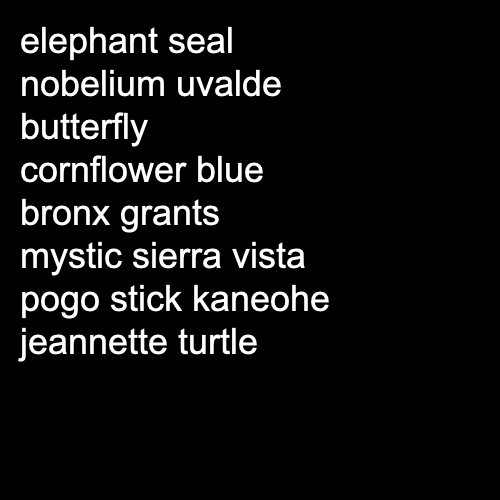 elephant seal
nobelium uvalde
butterfly
cornflower blue
bronx grants
mystic sierra vista
pogo stick kaneohe
jeannette turtle